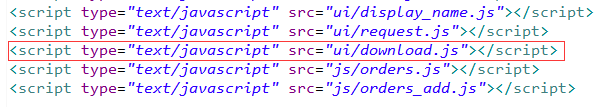 <script type="text/javascript" src="ui/display_name.js"></script>
<script type="text/javascript" src="ui/request.js"></script>
<script type="text/javascript" src="ui/download.js"></script>
<script type="text/javascript" src="js/orders.js"></script>
<script type="text/javascript" src="js/orders_add.js"></script>